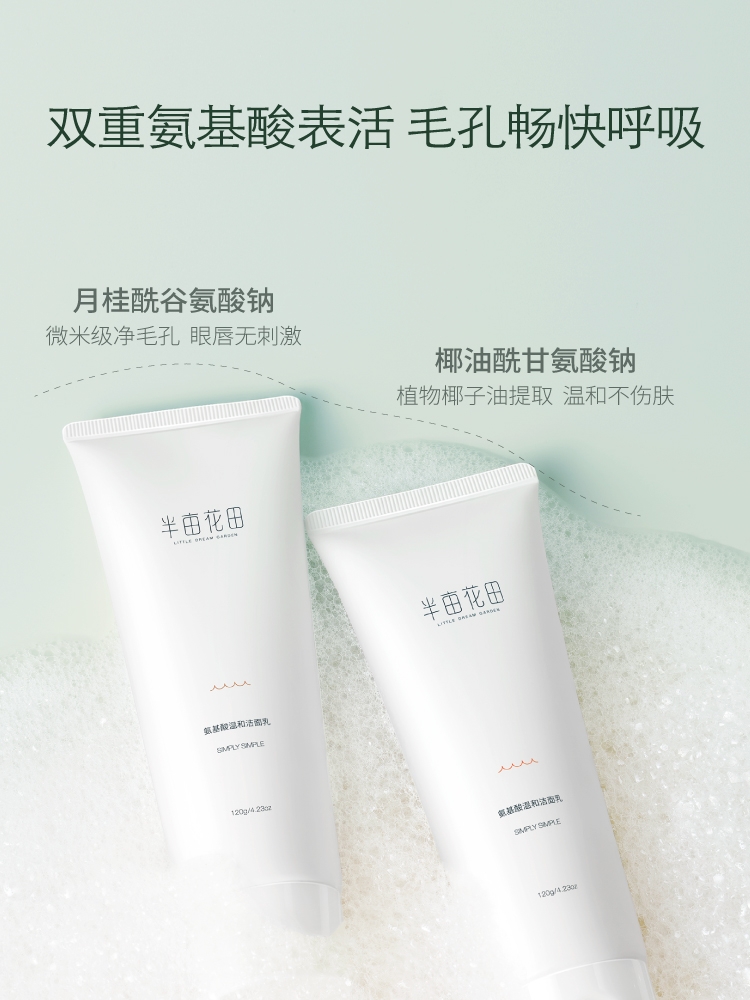 双重氨基酸表活 毛孔畅快呼吸
月桂酰谷氨酸钠
微米级净毛孔 眼唇无刺激
椰油酰甘氨酸钠
植物椰子油提取 温和不伤肤
半亩花田
LITTLE DREAM GARDEN
氨基酸温和洁面乳
SIMPLY SIMPLE
120g/4.23oz
半亩花田
LITTLE DREAM GARDEN
氨基酸温和洁面乳
SIMPLY SIMPLE
120g/4.23oz